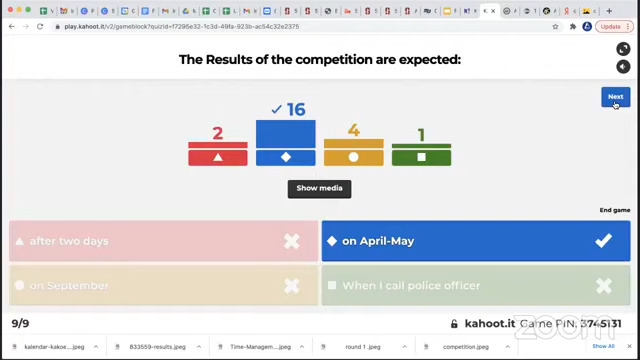 play.kahoot.it/v2/gameblock?quizId=f7296e32-1c3d-49fa-923b-ac54c32e2375
Update
The Results of the competition are expected:
Next
2
16
4
1
Show media
End game
after two days
on April-May
on September
When I call police officer
9/9
kahoot.it Game PIN: 3745131
zoom
kalendar-kakoe....jpeg
833559-results.jpeg
Time-Managem....jpeg
round 1 .jpeg
competition.jpeg
Show All